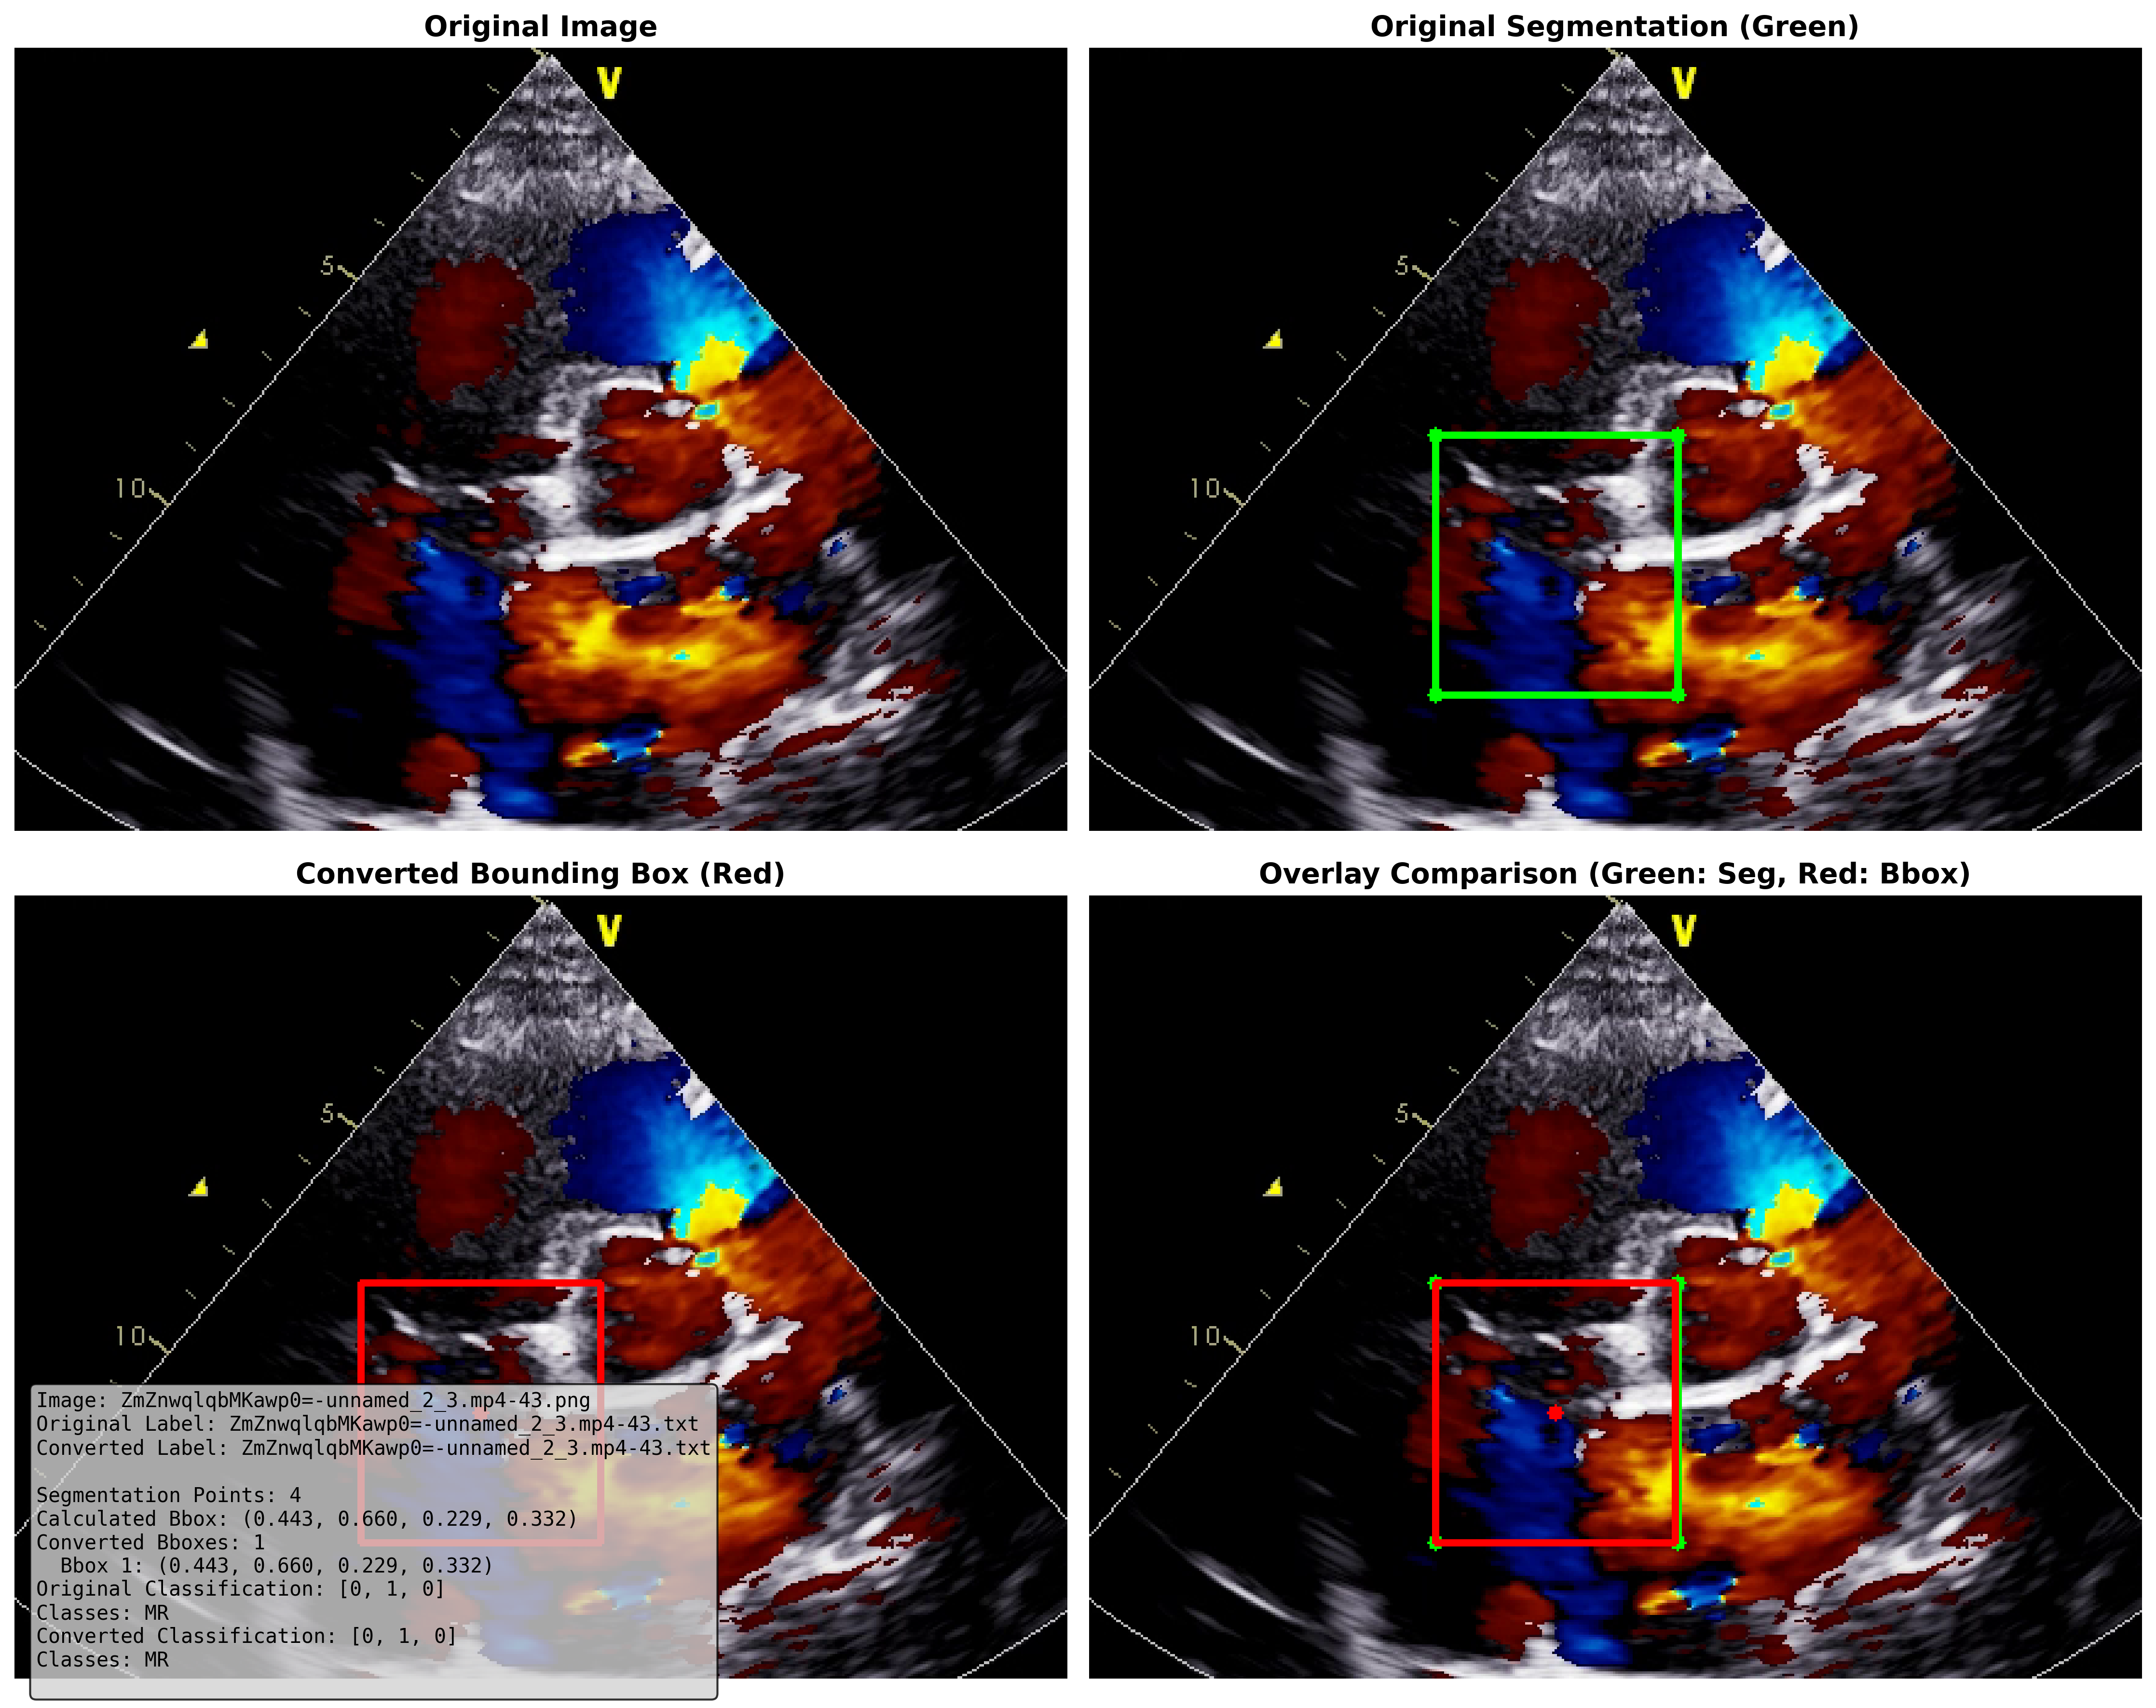 Original Image
Original Segmentation (Green)
V
5
10
V
5
10
Converted Bounding Box (Red)
Overlay Comparison (Green: Seg, Red: Bbox)
V
5
10
V
5
10
Image: ZmZnwqlqbMKawp0=-unnamed_2_3.mp4-43.png
Original Label: ZmZnwqlqbMKawp0=-unnamed_2_3.mp4-43.txt
Converted Label: ZmZnwqlqbMKawp0=-unnamed_2_3.mp4-43.txt
Segmentation Points: 4
Calculated Bbox: (0.443, 0.660, 0.229, 0.332)
Converted Bboxes: 1
Bbox 1: (0.443, 0.660, 0.229, 0.332)
Original Classification: [0, 1, 0]
Classes: MR
Converted Classification: [0, 1, 0]
Classes: MR